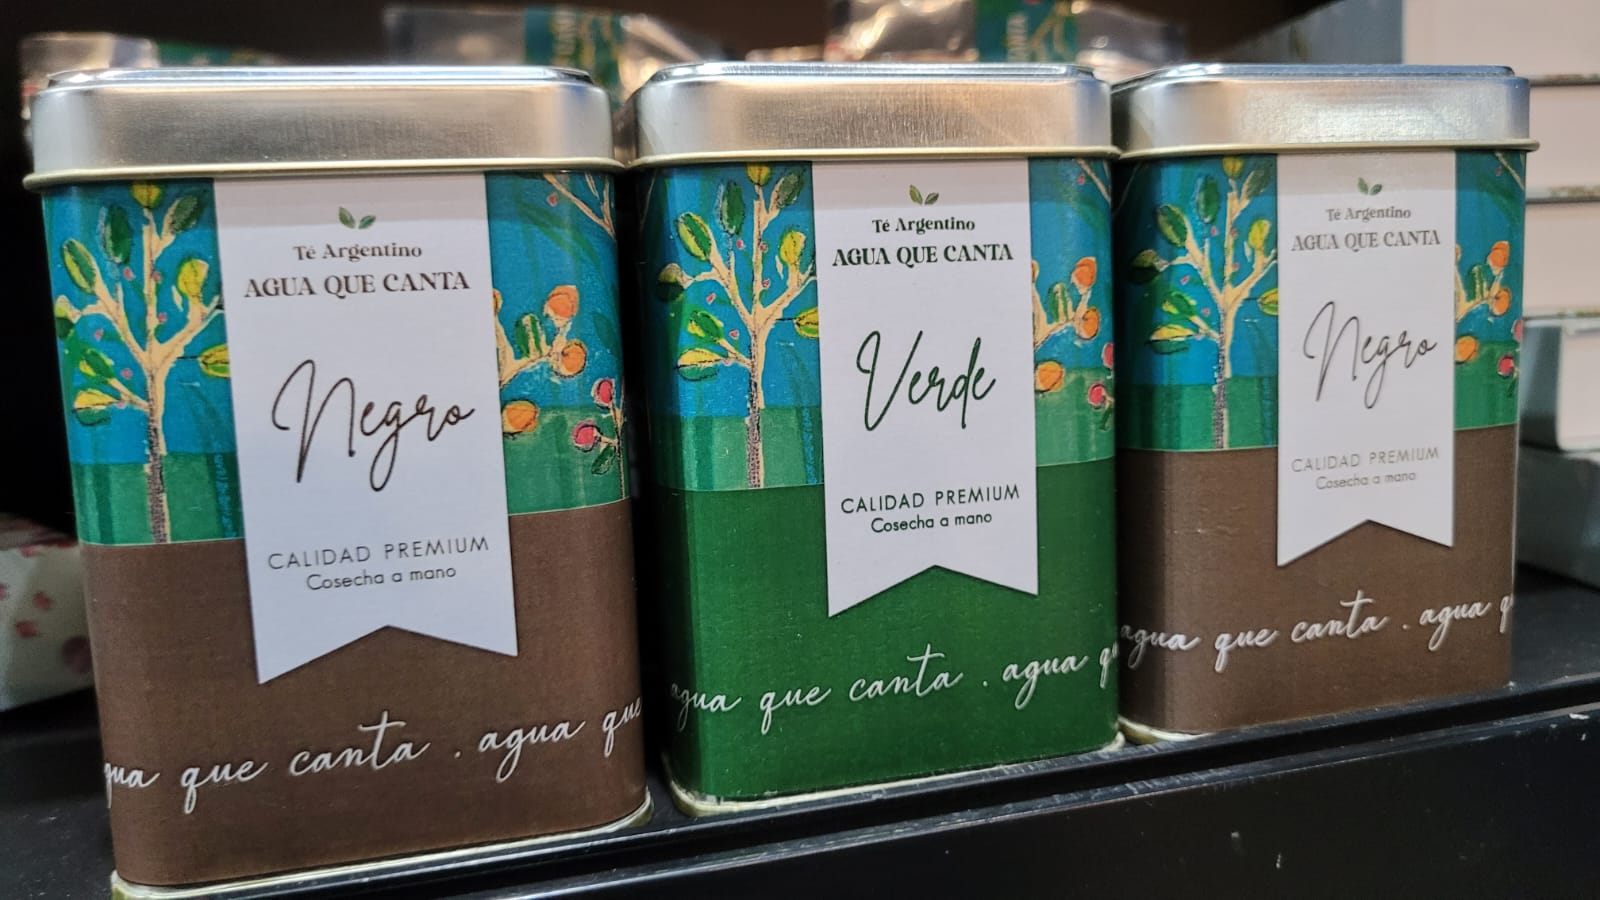 Té Argentino
AGUA QUE CANTA
Negro
CALIDAD PREMIUM
Cosecha a mano
que canta . agua que
Té Argentino
AGUA QUE CANTA
Verde
CALIDAD PREMIUM
Cosecha a mano
agua que canta . agua
Té Argentino
AGUA QUE CANTA
Negro
CALIDAD PREMIUM
Cosecha a mano
agua que canta . agua